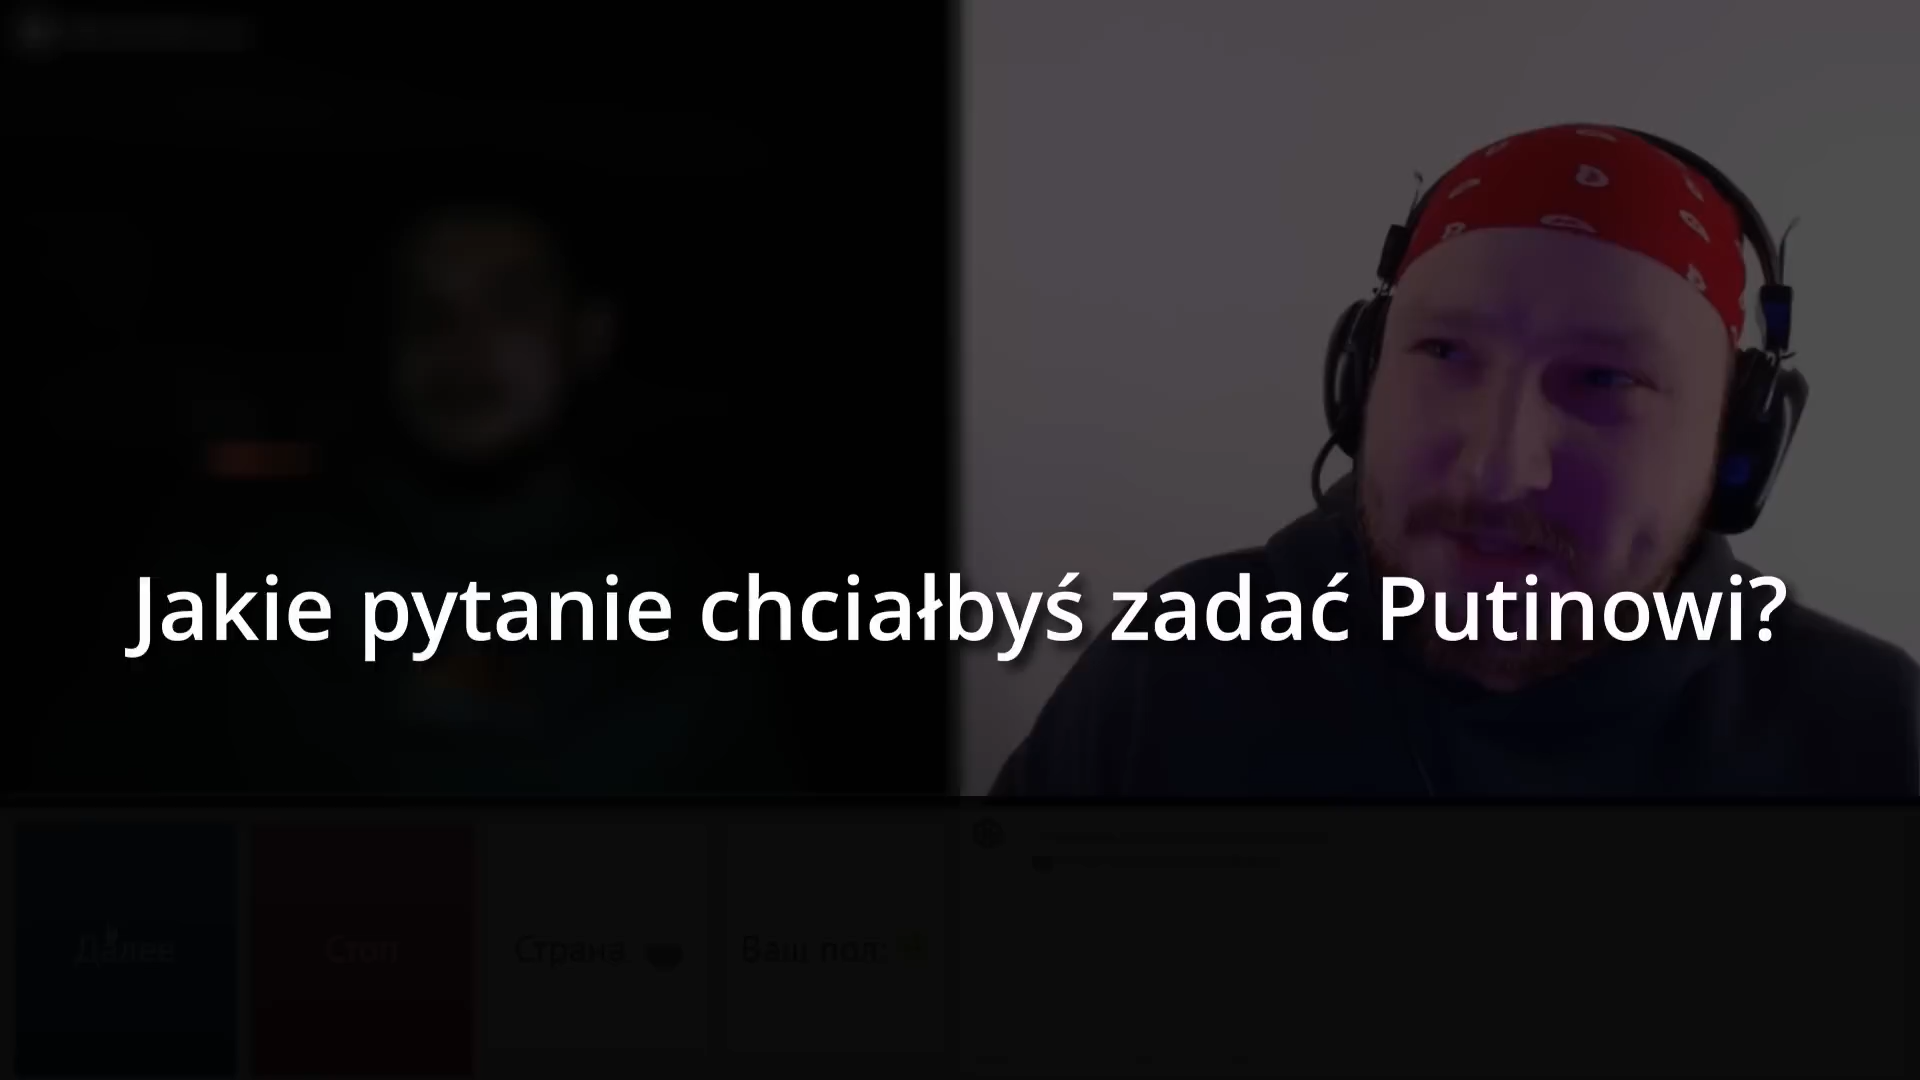 Jakie pytanie chciałbyś zadać Putinowi?
Далее
Стоп
Страна:
Ваш пол: